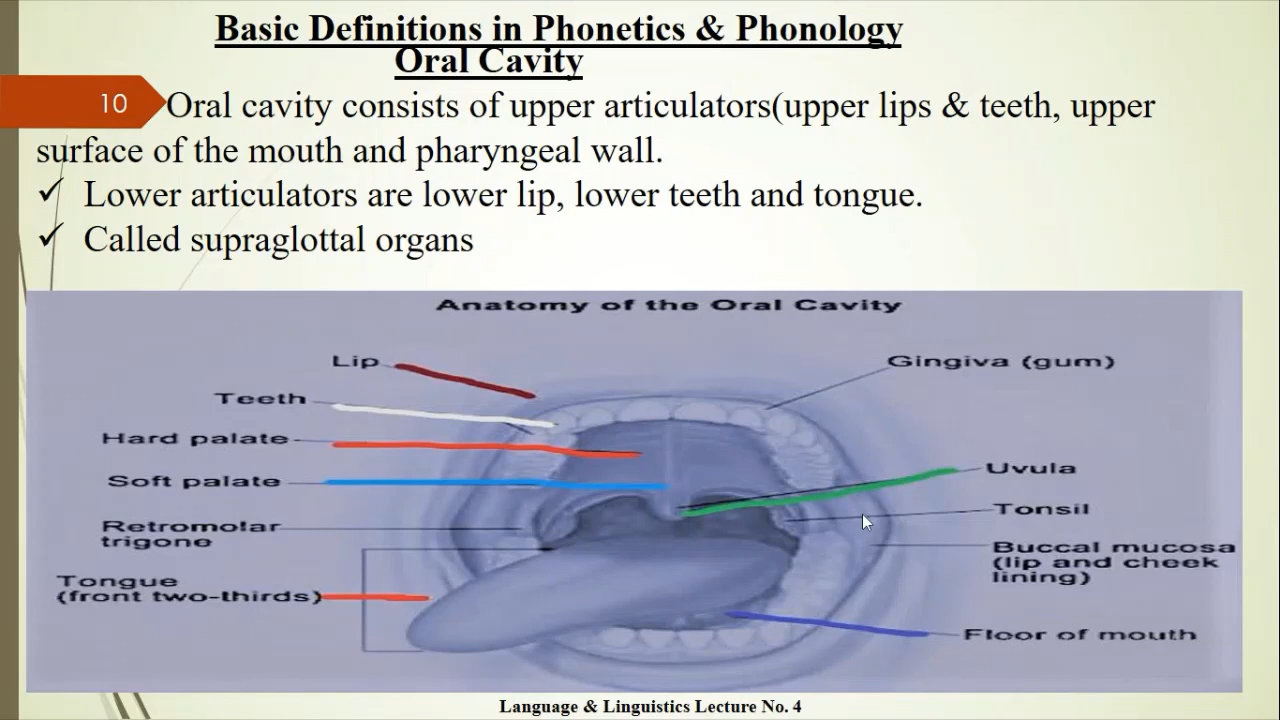 Basic Definitions in Phonetics & Phonology
Oral Cavity
10
Oral cavity consists of upper articulators(upper lips & teeth, upper
surface of the mouth and pharyngeal wall.
✓ Lower articulators are lower lip, lower teeth and tongue.
✓ Called supraglottal organs
Anatomy of the Oral Cavity
Lip
Gingiva (gum)
Teeth
Hard palate
Soft palate
Uvula
Tonsil
Retromolar
trigone
Buccal mucosa
(lip and cheek
lining)
Tongue
(front two-thirds)
Floor of mouth
Language & Linguistics Lecture No. 4